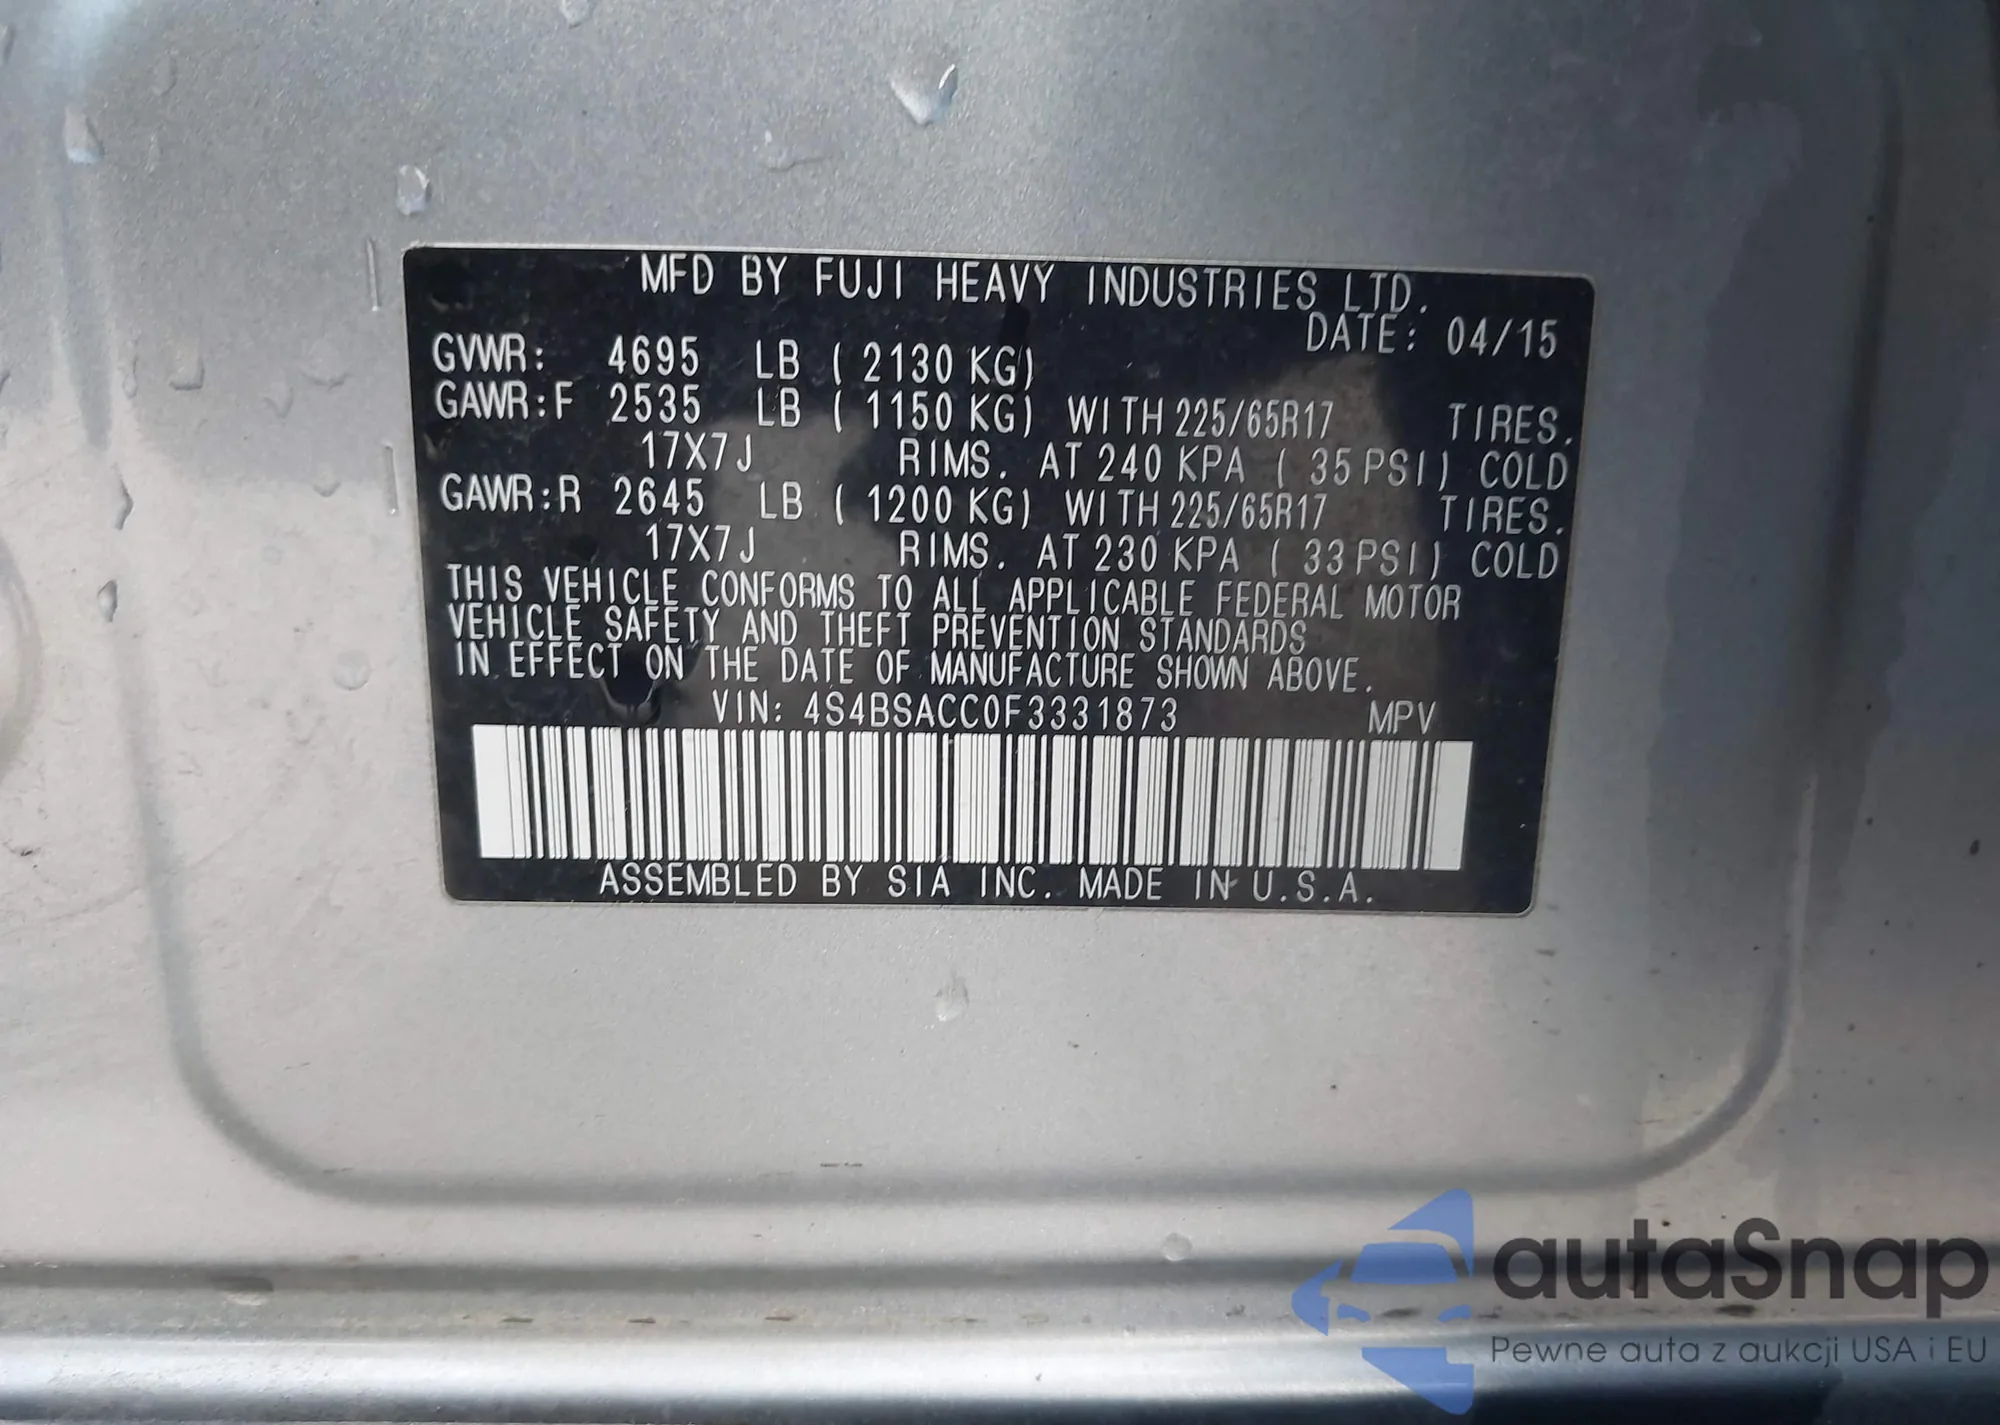 MFD BY FUJI HEAVY INDUSTRIES LTD.
DATE: 04/15
GVWR: 4695 LB ( 2130 KG)
GAWR:F 2535 LB ( 1150 KG) WITH 225/65R17 TIRES.
17X7J RIMS. AT 240 KPA ( 35 PSI) COLD
GAWR:R 2645 LB ( 1200 KG) WITH 225/65R17 TIRES.
17X7J RIMS. AT 230 KPA ( 33 PSI) COLD
THIS VEHICLE CONFORMS TO ALL APPLICABLE FEDERAL MOTOR
VEHICLE SAFETY AND THEFT PREVENTION STANDARDS
IN EFFECT ON THE DATE OF MANUFACTURE SHOWN ABOVE.
VIN: 4S4BSACC0F3331873 MPV
ASSEMBLED BY SIA INC. MADE IN U.S.A.
autaSnap
Pewne auta z aukcji USA i EU